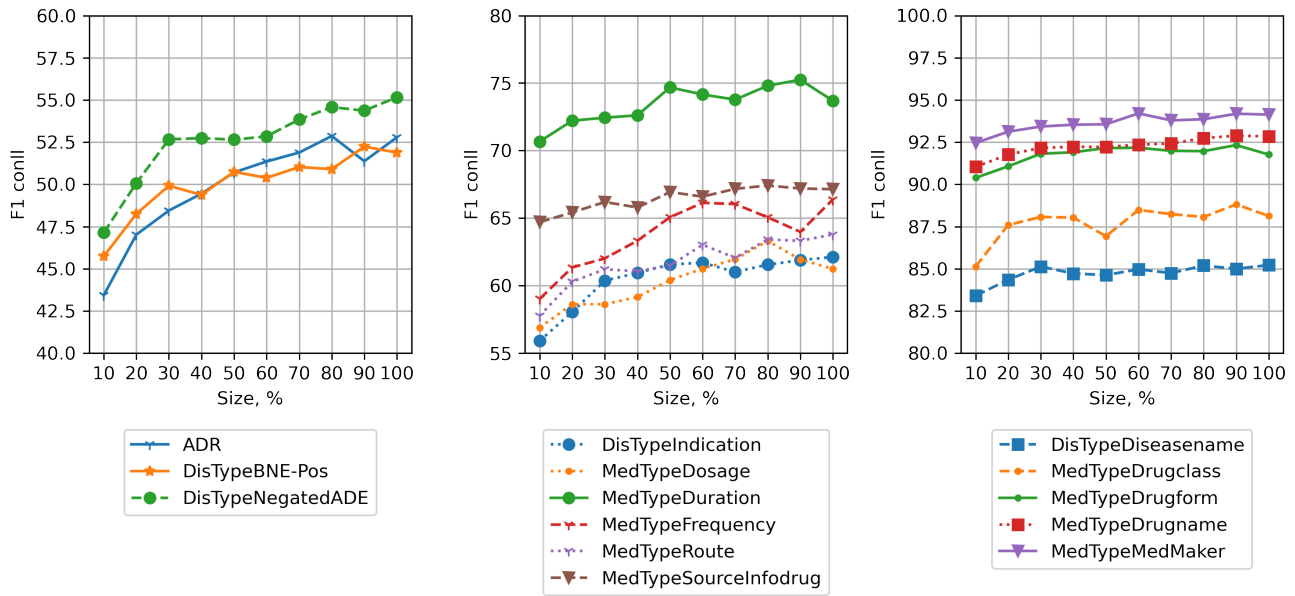 60.0
57.5
55.0
52.5
50.0
47.5
45.0
42.5
40.0
F1 conll
10 20 30 40 50 60 70 80 90 100
Size, %
ADR
DisTypeBNE-Pos
DisTypeNegatedADE
80
75
70
65
60
55
F1 conll
10 20 30 40 50 60 70 80 90 100
Size, %
DisTypeIndication
MedTypeDosage
MedTypeDuration
MedTypeFrequency
MedTypeRoute
MedTypeSourceInfodrug
100.0
97.5
95.0
92.5
90.0
87.5
85.0
82.5
80.0
F1 conll
10 20 30 40 50 60 70 80 90 100
Size, %
DisTypeDiseasename
MedTypeDrugclass
MedTypeDrugform
MedTypeDrugname
MedTypeMedMaker